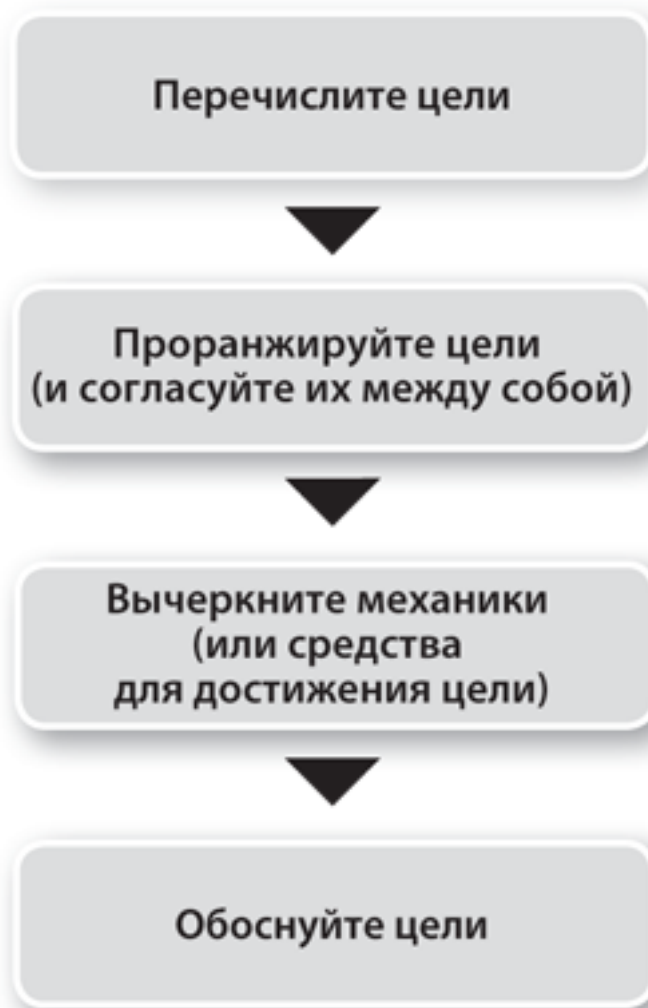 Перечислите цели
Проранжируйте цели
(и согласуйте их между собой)
Вычеркните механики
(или средства
для достижения цели)
Обоснуйте цели